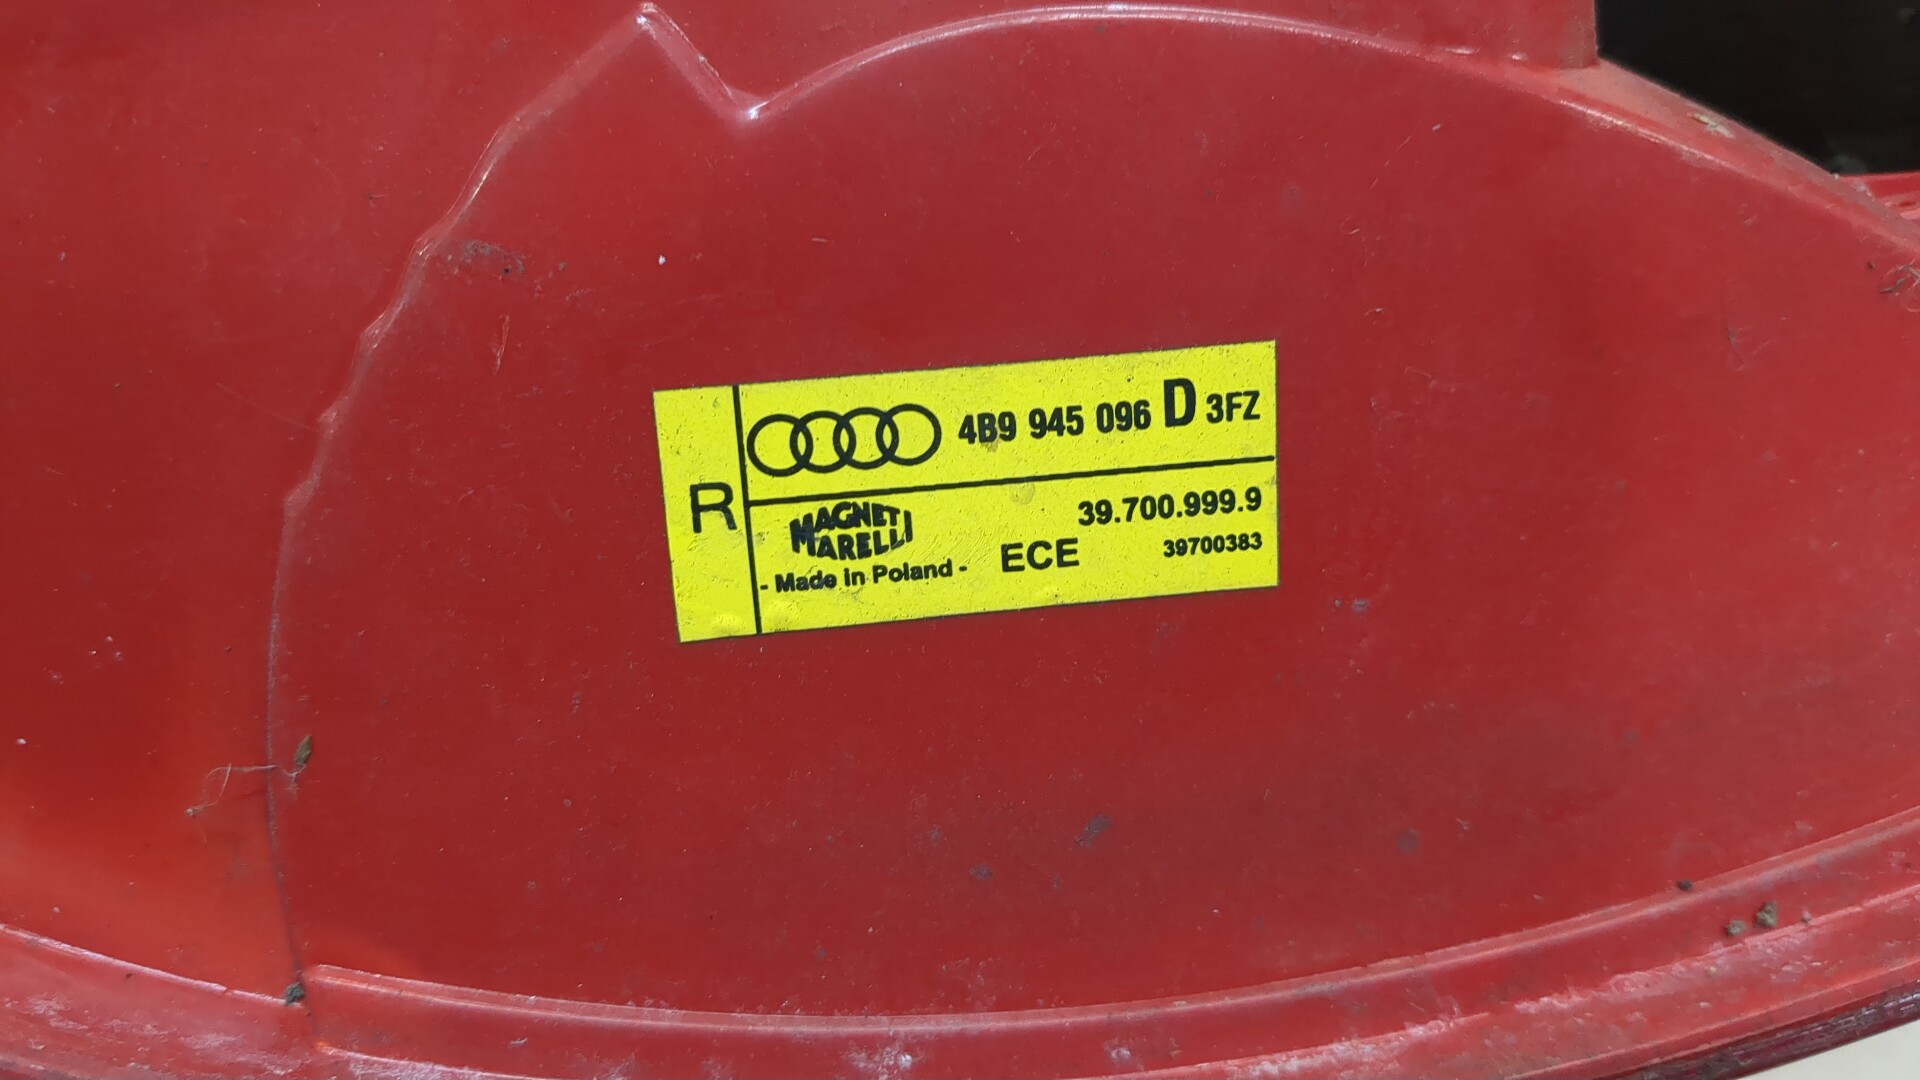 R
4B9 945 096 D 3FZ
MAGNETI
MARELLI
39.700.999.9
- Made in Poland - ECE 39700383